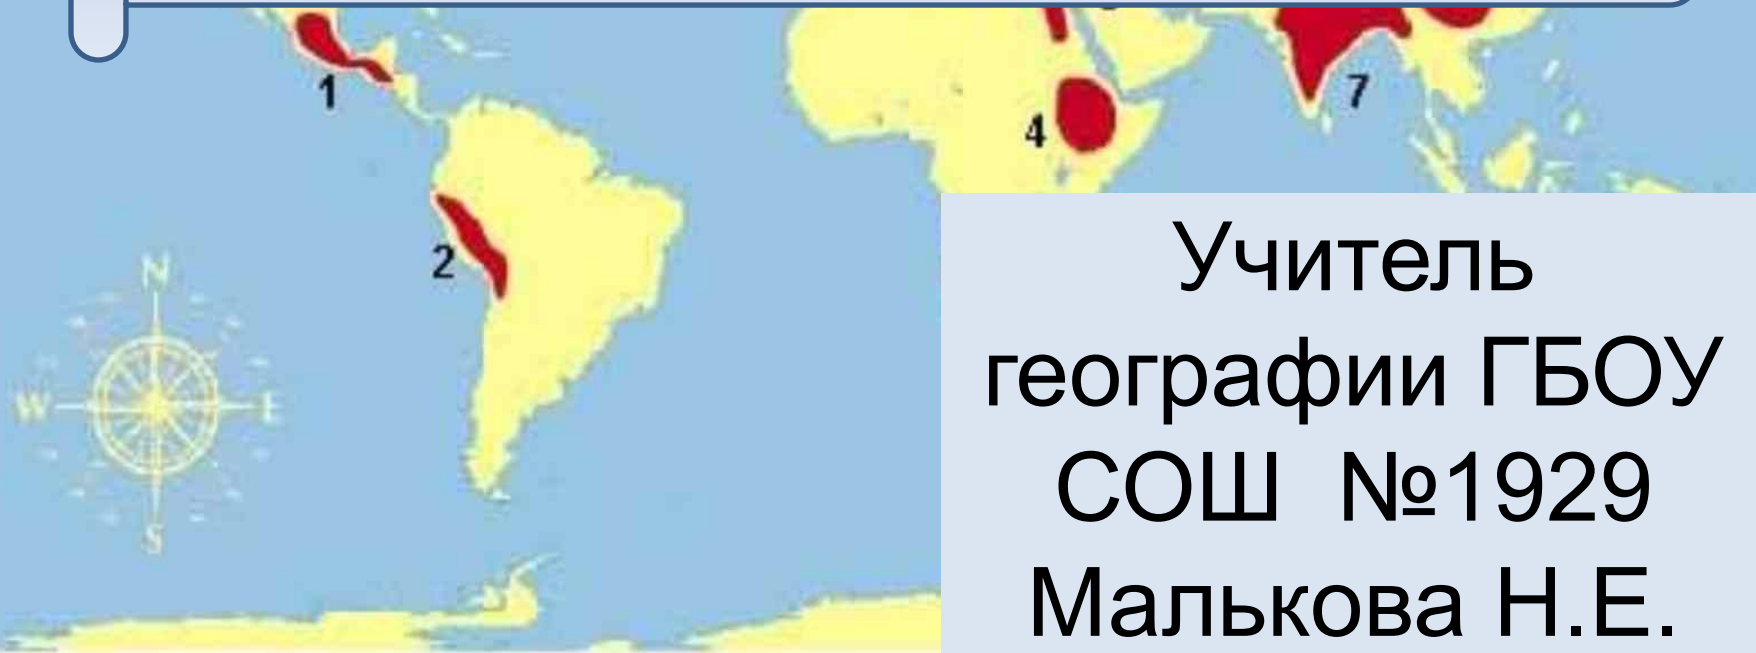 1
4
7
2
N
W E
S
Учитель
географии ГБОУ
СОШ №1929
Малькова Н.Е.